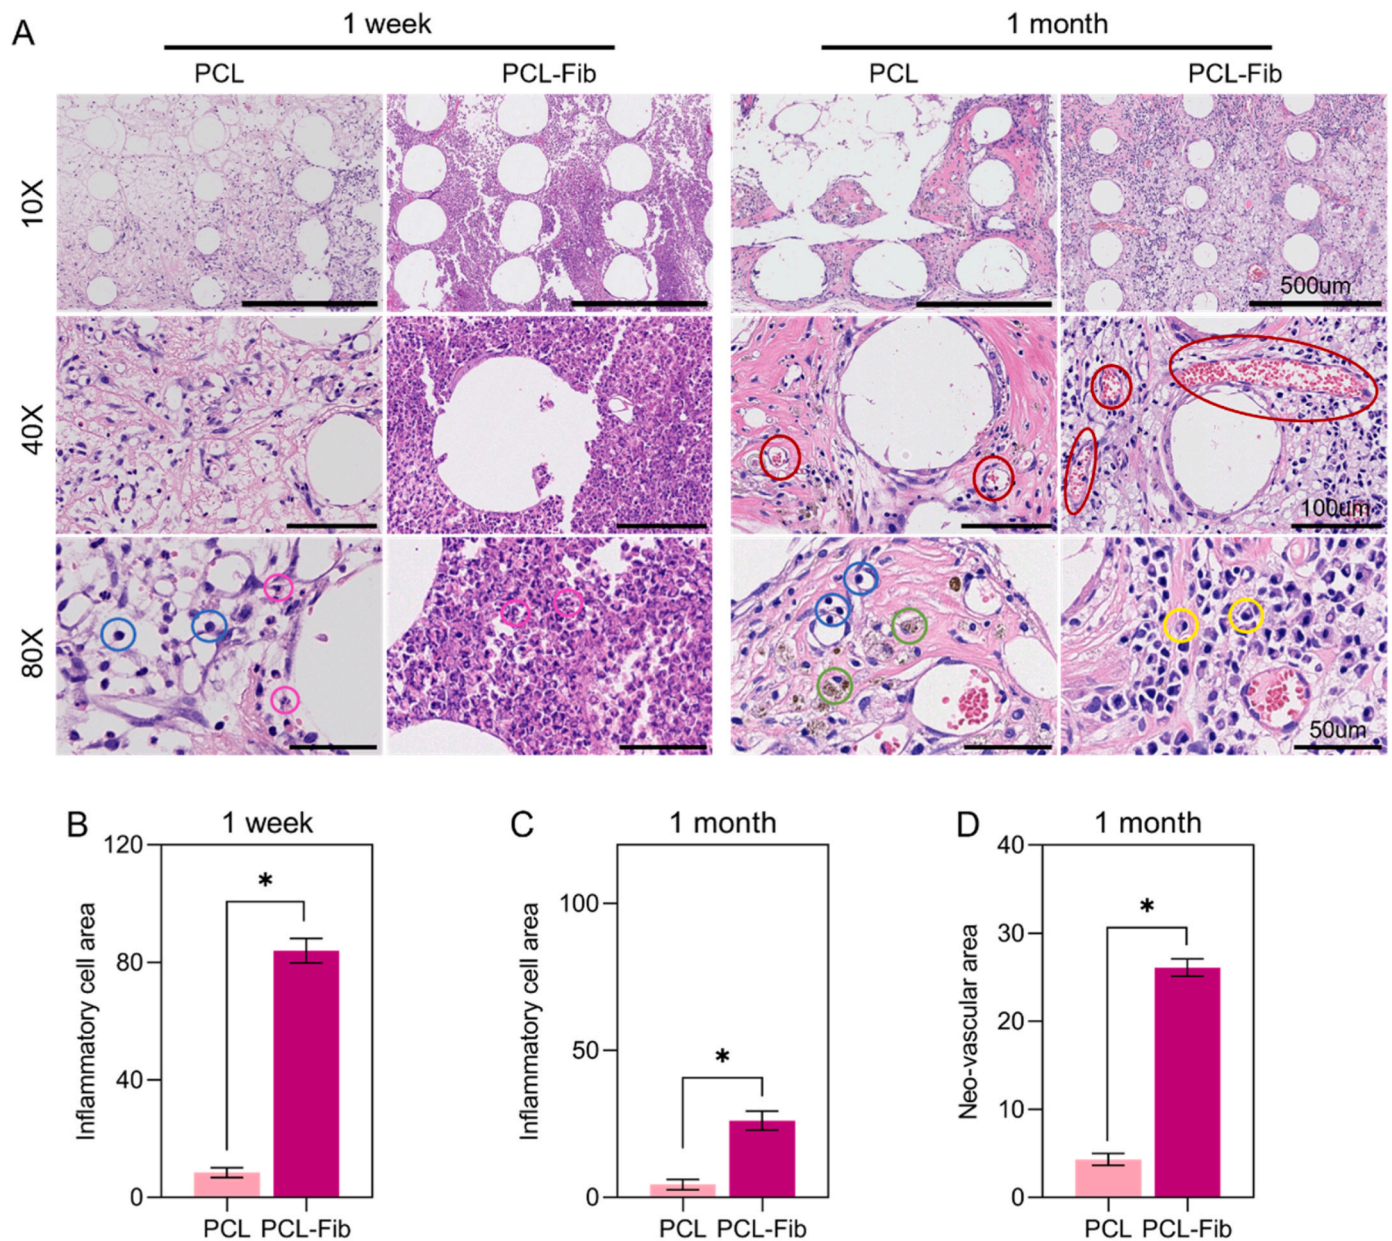 A
1 week
1 month
PCL
PCL-Fib
PCL
PCL-Fib
10X
500um
40X
100um
80X
50um
B
1 week
Inflammatory cell area
120
80
40
0
PCL
PCL-Fib
*
C
1 month
Inflammatory cell area
100
50
0
PCL
PCL-Fib
*
D
1 month
Neo-vascular area
40
30
20
10
0
PCL
PCL-Fib
*